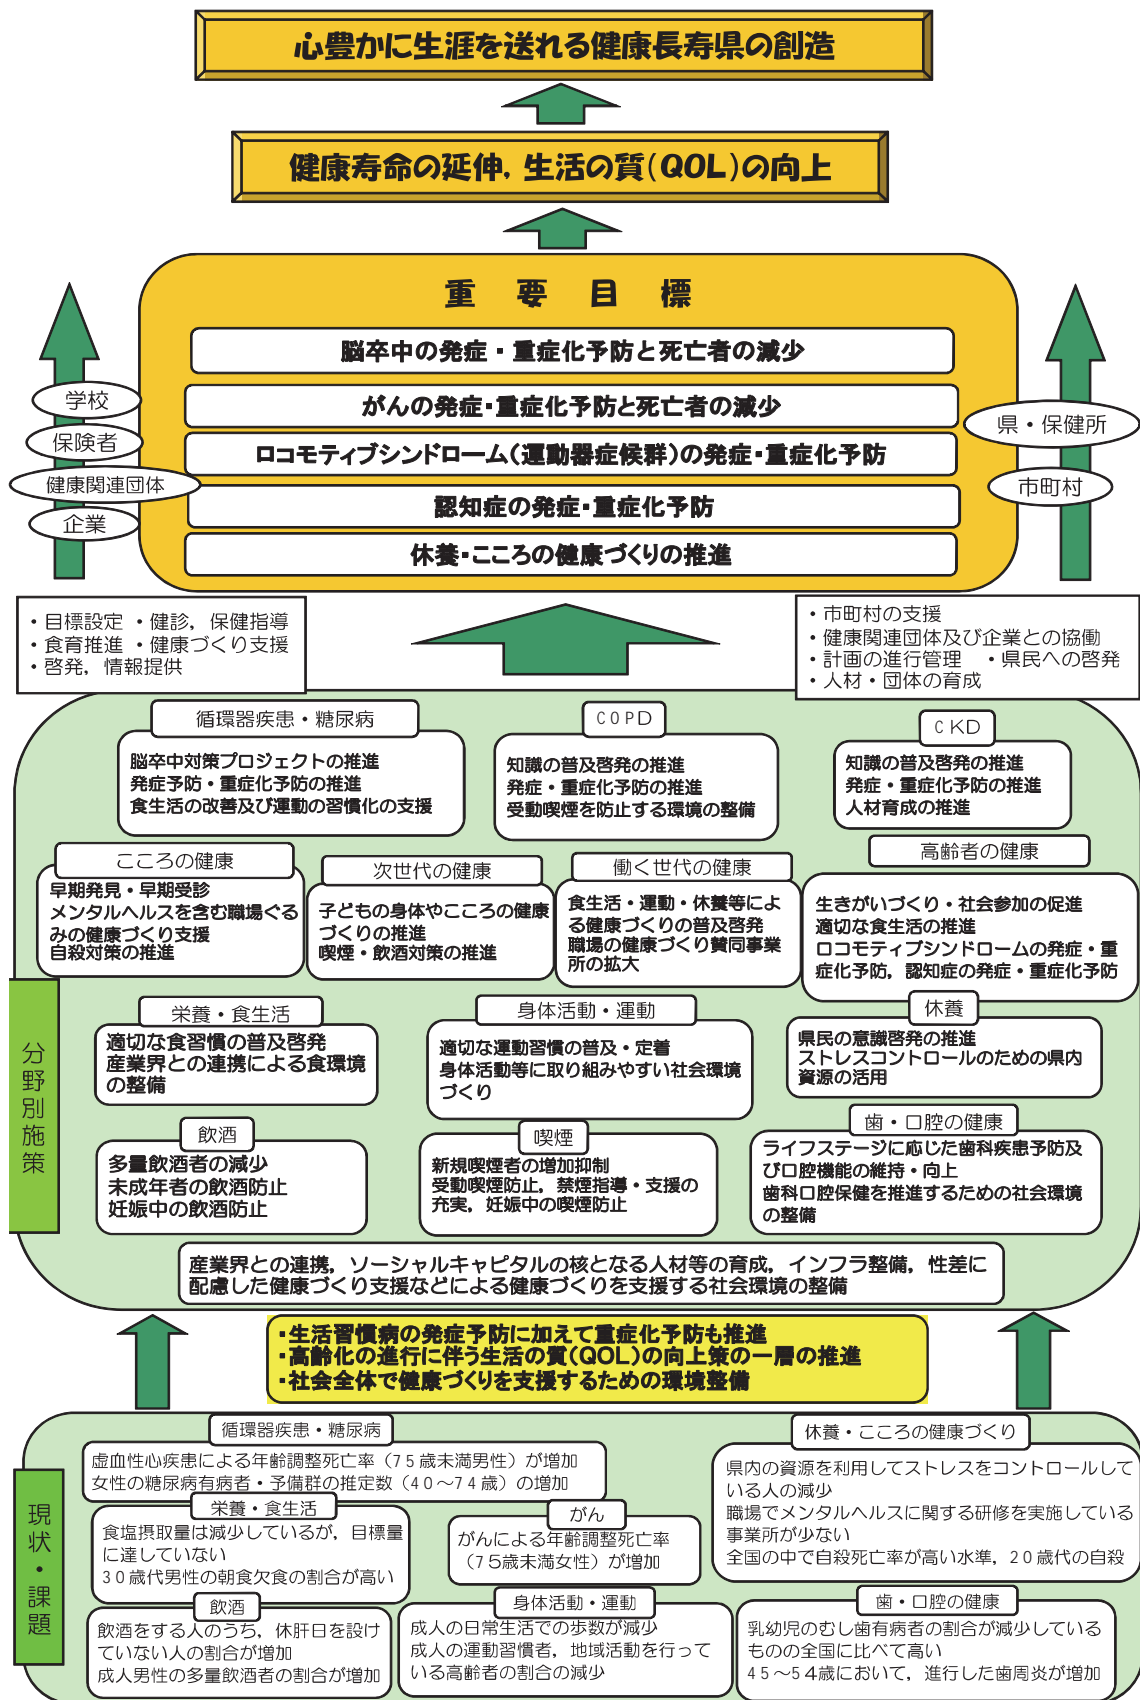 心豊かに生涯を送れる健康長寿県の創造
健康寿命の延伸，生活の質（QOL）の向上
重要目標
脳卒中の発症・重症化予防と死亡者の減少
がんの発症・重症化予防と死亡者の減少
ロコモティブシンドローム（運動器症候群）の発症・重症化予防
認知症の発症・重症化予防
休養・こころの健康づくりの推進
学校
保険者
健康関連団体
企業
県・保健所
市町村
・目標設定 ・健診，保健指導
・食育推進 ・健康づくり支援
・啓発，情報提供
・市町村の支援
・健康関連団体及び企業との協働
・計画の進行管理 ・県民への啓発
・人材・団体の育成
分野別施策
循環器疾患・糖尿病
脳卒中対策プロジェクトの推進
発症予防・重症化予防の推進
食生活の改善及び運動の習慣化の支援
COPD
知識の普及啓発の推進
発症・重症化予防の推進
受動喫煙を防止する環境の整備
CKD
知識の普及啓発の推進
発症・重症化予防の推進
人材育成の推進
こころの健康
早期発見・早期受診
メンタルヘルスを含む職場ぐる
みの健康づくり支援
自殺対策の推進
次世代の健康
子どもの身体やこころの健康
づくりの推進
喫煙・飲酒対策の推進
働く世代の健康
食生活・運動・休養等によ
る健康づくりの普及啓発
職場の健康づくり賛同事業
所の拡大
高齢者の健康
生きがいづくり・社会参加の促進
適切な食生活の推進
ロコモティブシンドロームの発症・重
症化予防，認知症の発症・重症化予防
栄養・食生活
適切な食習慣の普及啓発
産業界との連携による食環境
の整備
身体活動・運動
適切な運動習慣の普及・定着
身体活動等に取り組みやすい社会環境
づくり
休養
県民の意識啓発の推進
ストレスコントロールのための県内
資源の活用
飲酒
多量飲酒者の減少
未成年者の飲酒防止
妊娠中の飲酒防止
喫煙
新規喫煙者の増加抑制
受動喫煙防止，禁煙指導・支援の
充実，妊娠中の喫煙防止
歯・口腔の健康
ライフステージに応じた歯科疾患予防及
び口腔機能の維持・向上
歯科口腔保健を推進するための社会環境
の整備
産業界との連携，ソーシャルキャピタルの核となる人材等の育成，インフラ整備，性差に
配慮した健康づくり支援などによる健康づくりを支援する社会環境の整備
・生活習慣病の発症予防に加えて重症化予防も推進
・高齢化の進行に伴う生活の質（QOL）の向上策の一層の推進
・社会全体で健康づくりを支援するための環境整備
現状・課題
循環器疾患・糖尿病
虚血性心疾患による年齢調整死亡率（75歳未満男性）が増加
女性の糖尿病有病者・予備群の推定数（40～74歳）の増加
休養・こころの健康づくり
県内の資源を利用してストレスをコントロールして
いる人の減少
職場でメンタルヘルスに関する研修を実施している
事業所が少ない
全国の中で自殺死亡率が高い水準，20歳代の自殺
栄養・食生活
食塩摂取量は減少しているが，目標量
に達していない
30歳代男性の朝食欠食の割合が高い
がん
がんによる年齢調整死亡率
（75歳未満女性）が増加
飲酒
飲酒をする人のうち，休肝日を設け
ていない人の割合が増加
成人男性の多量飲酒者の割合が増加
身体活動・運動
成人の日常生活での歩数が減少
成人の運動習慣者，地域活動を行って
いる高齢者の割合の減少
歯・口腔の健康
乳幼児のむし歯有病者の割合が減少している
ものの全国に比べて高い
45～54歳において，進行した歯周炎が増加